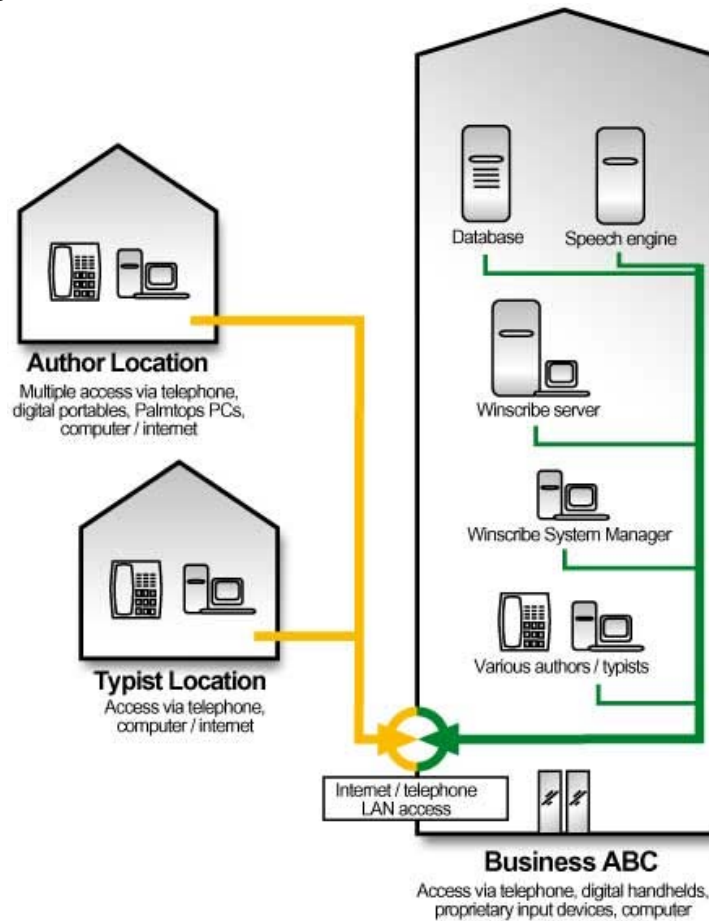 Database
Speech engine
Winscribe server
Winscribe System Manager
Various authors / typists
Author Location
Multiple access via telephone,
digital portables, Palmtops PCs,
computer / internet
Typist Location
Access via telephone,
computer / internet
Internet / telephone
LAN access
Business ABC
Access via telephone, digital handhelds,
proprietary input devices, computer